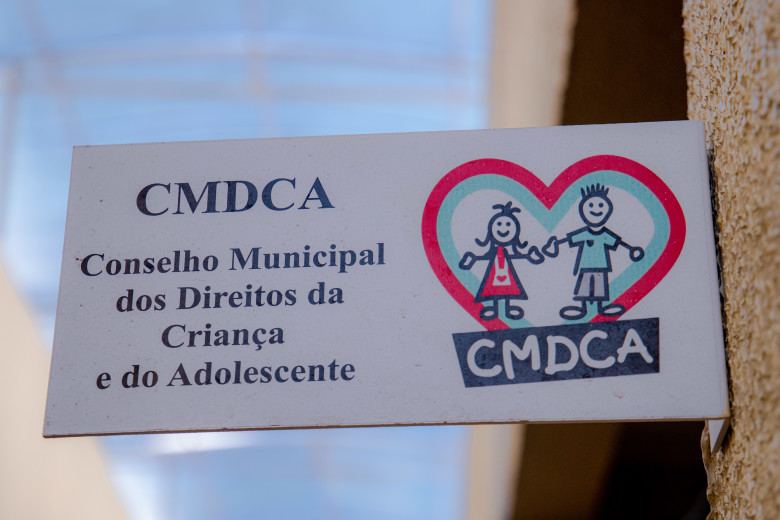 CMDCA
Conselho Municipal
dos Direitos da
Criança
e do Adolescente
CMDCA